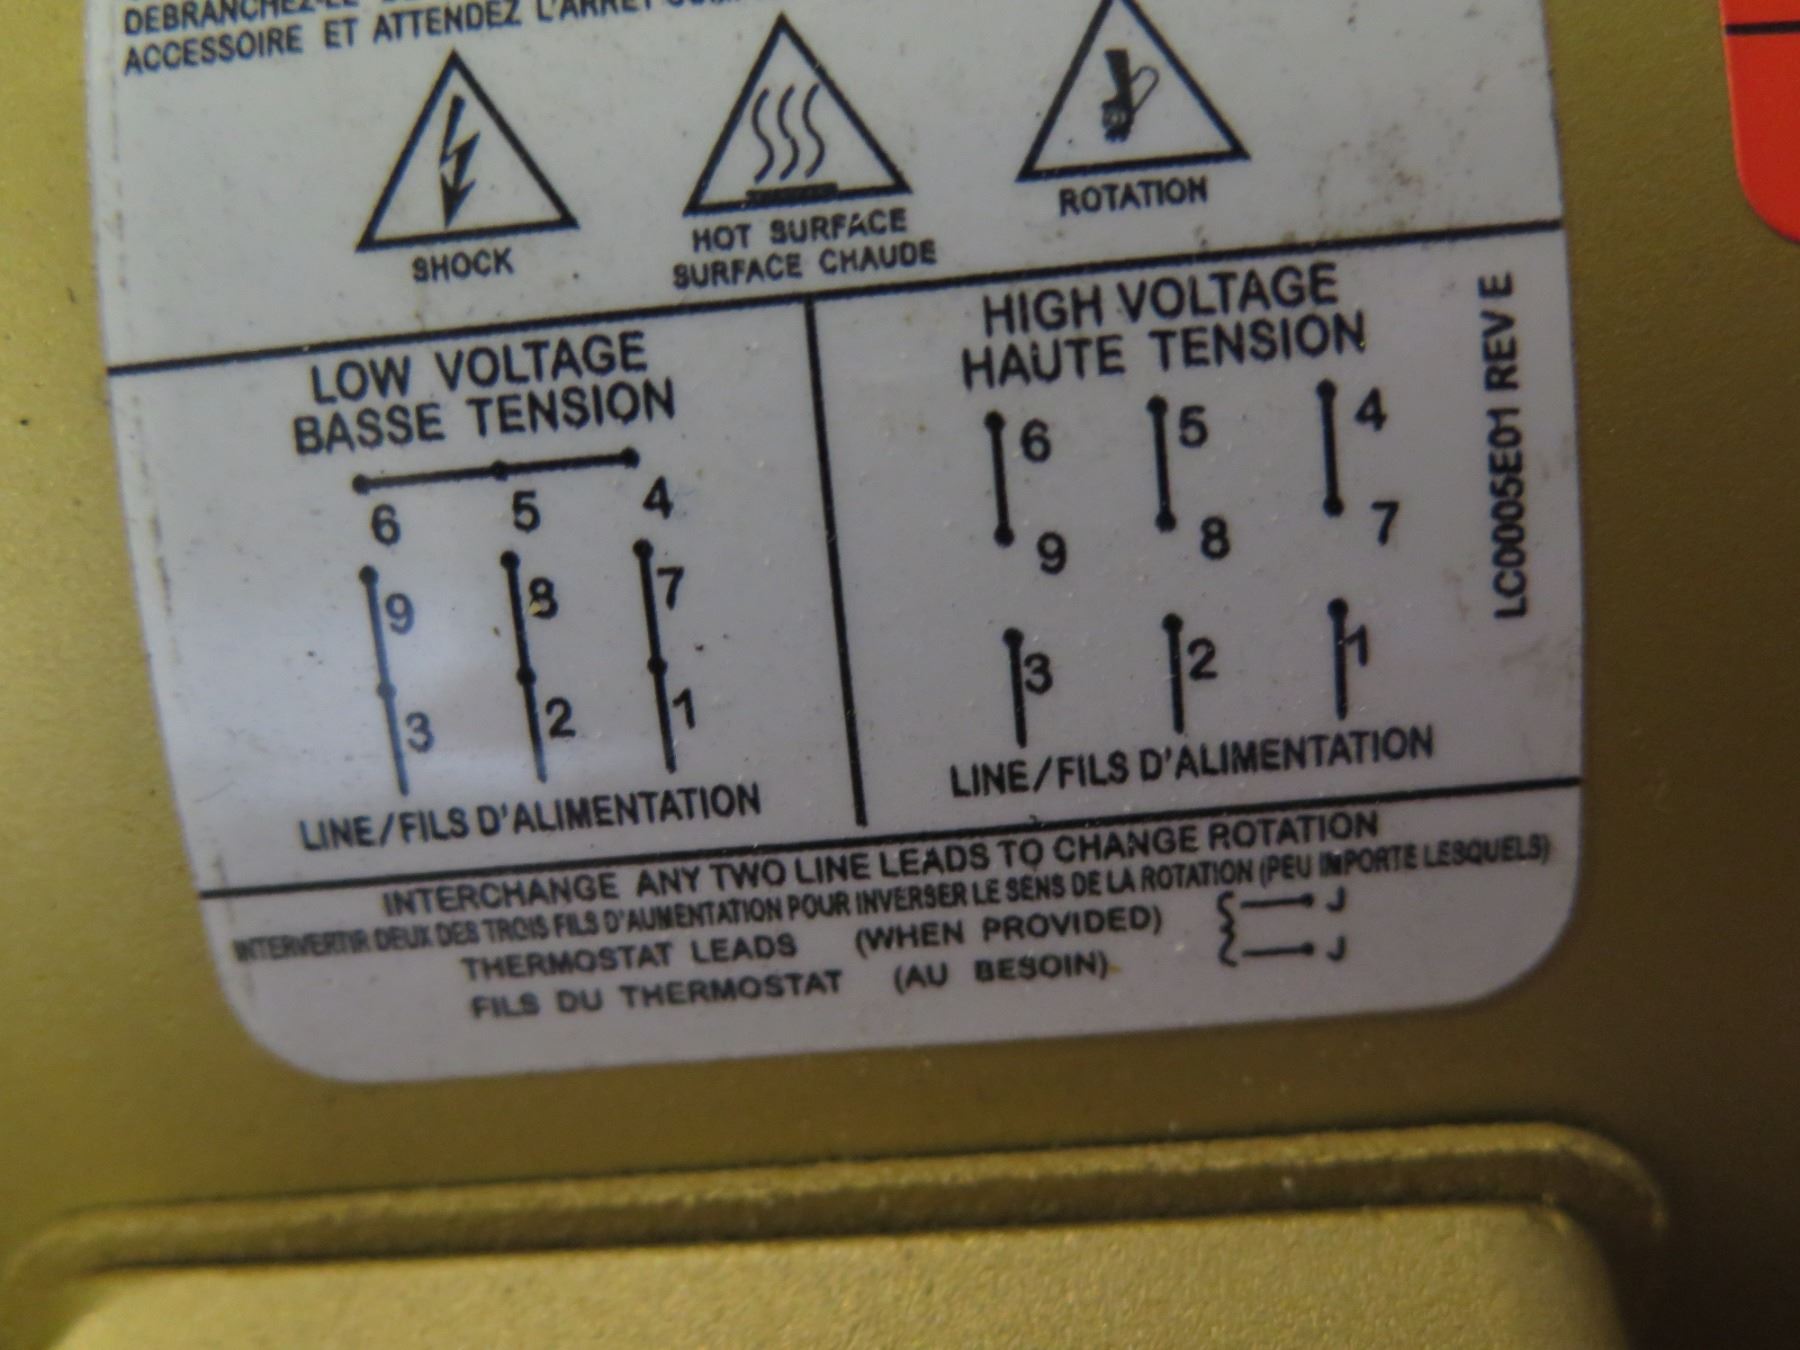 DEBRANCHEZ-LE
ACCESSOIRE ET ATTENDEZ L'ARRET
SHOCK
HOT SURFACE
SURFACE CHAUDE
ROTATION
LOW VOLTAGE
BASSE TENSION
6 5 4
9 8 7
3 2 1
LINE/FILS D'ALIMENTATION
HIGH VOLTAGE
HAUTE TENSION
6 5 4
9 8 7
3 2 1
LINE/FILS D'ALIMENTATION
LC0005E01 REV E
INTERCHANGE ANY TWO LINE LEADS TO CHANGE ROTATION
INTERVERTIR DEUX DES TROIS FILS D'ALIMENTATION POUR INVERSER LE SENS DE LA ROTATION (PEU IMPORTE LESQUELS)
THERMOSTAT LEADS (WHEN PROVIDED) J
FILS DU THERMOSTAT (AU BESOIN) J